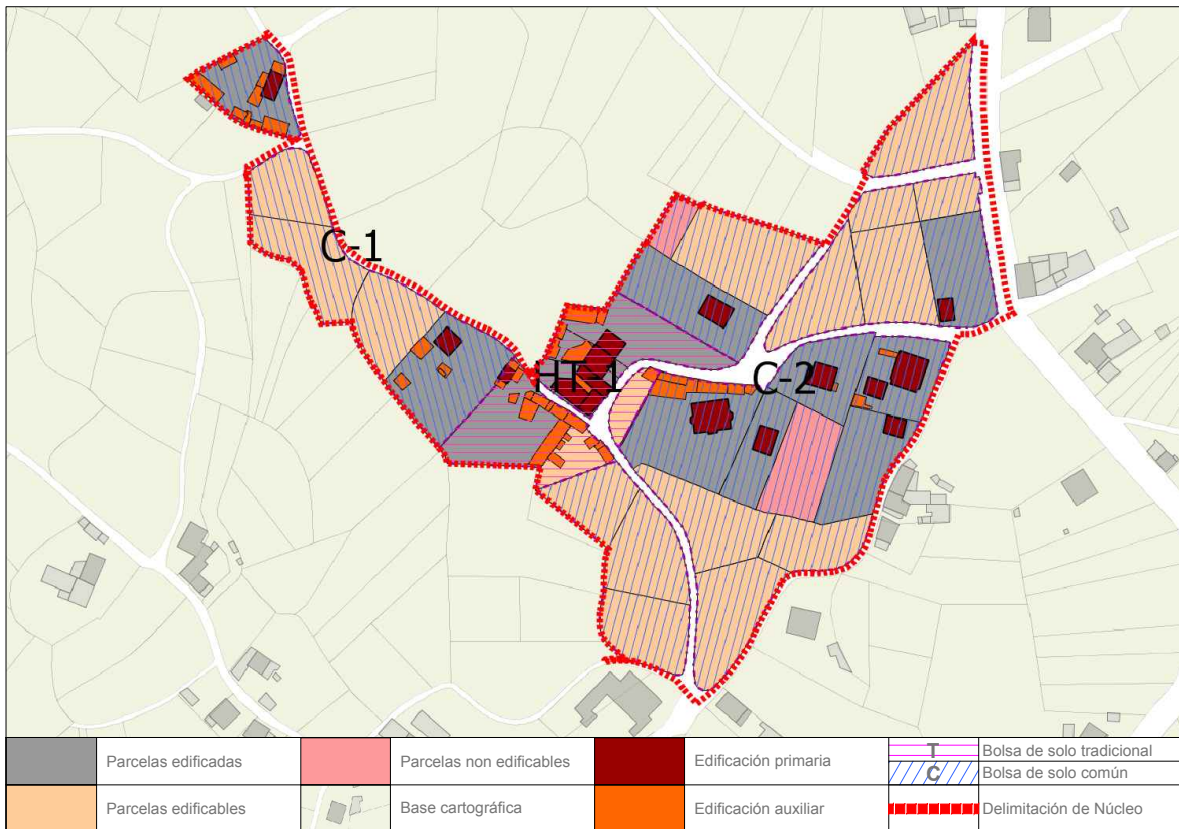 C-1
HT-1
C-2
Parcelas edificadas
Parcelas non edificables
Edificación primaria
T
Bolsa de solo tradicional
C
Bolsa de solo común
Parcelas edificables
Base cartográfica
Edificación auxiliar
Delimitación de Núcleo